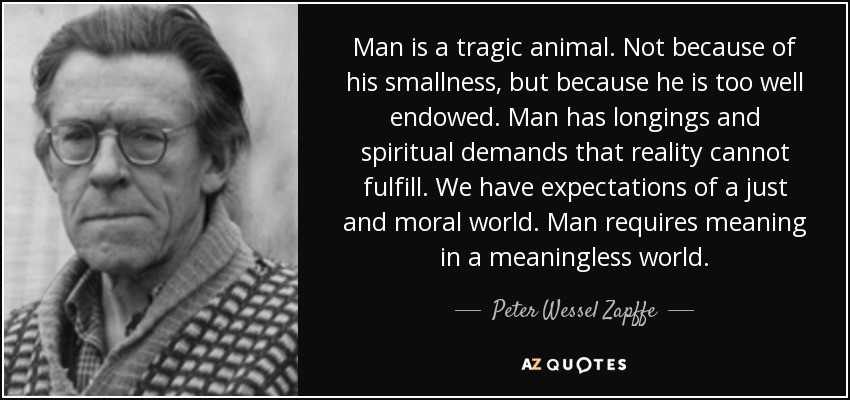 Man is a tragic animal. Not because of
his smallness, but because he is too well
endowed. Man has longings and
spiritual demands that reality cannot
fulfill. We have expectations of a just
and moral world. Man requires meaning
in a meaningless world.
Peter Wessel Zapffe
AZ QUOTES